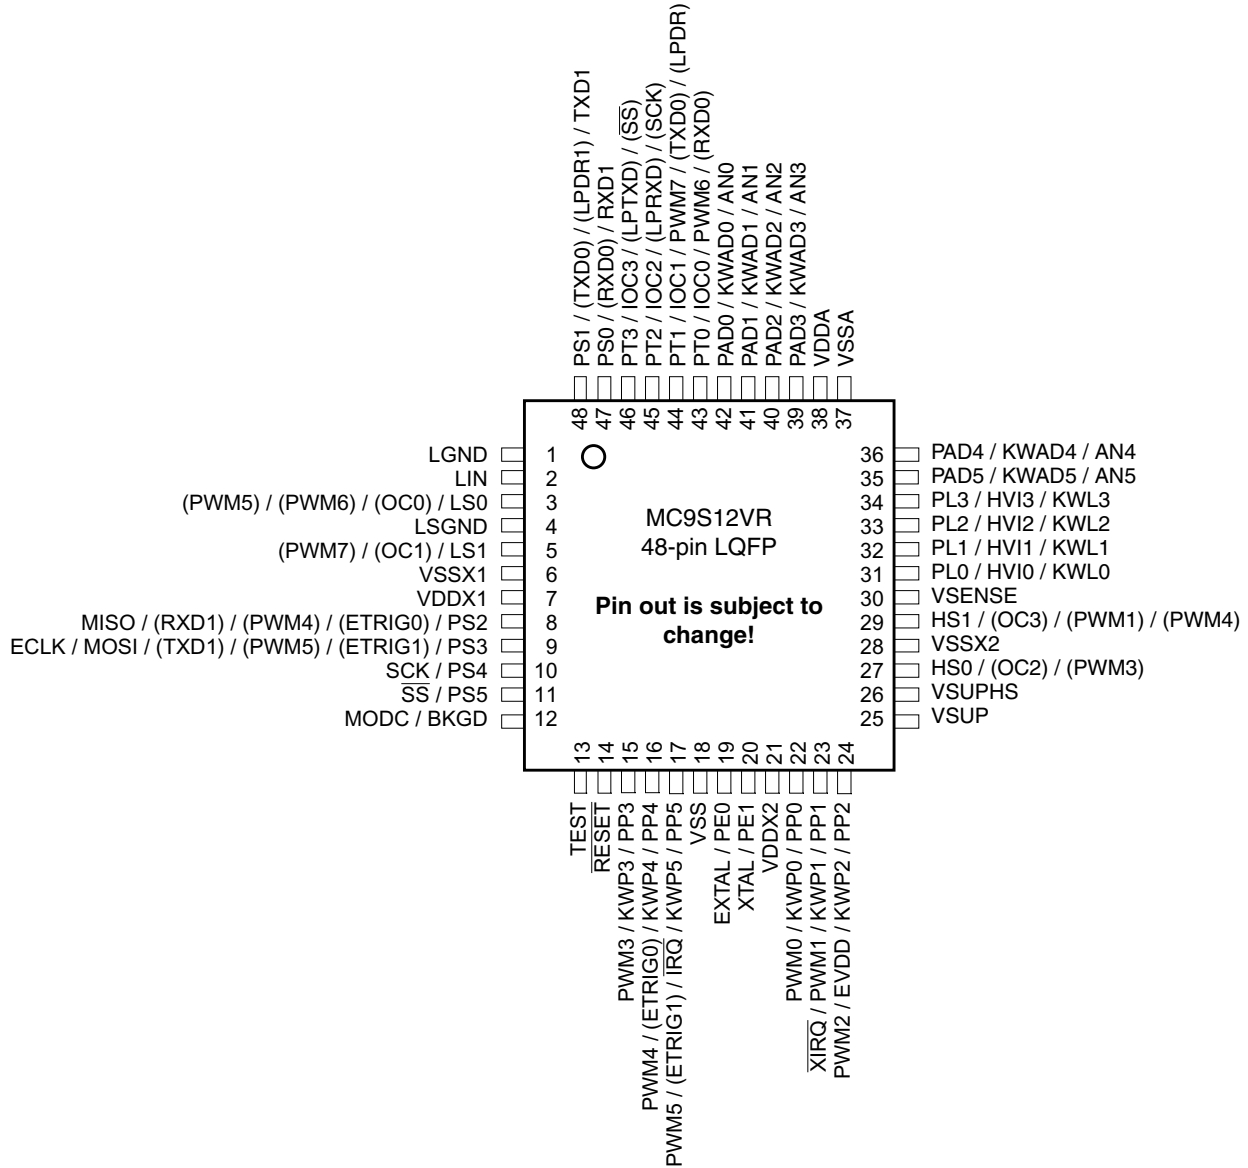 PS1 / (TXD0) / (LPDR1) / TXD1
PS0 / (RXD0) / RXD1
PT3 / IOC3 / (LPTXD) / (SS)
PT2 / IOC2 / (LPRXD) / (SCK)
PT1 / IOC1 / PWM7 / (TXD0) / (LPDR)
PT0 / IOC0 / PWM6 / (RXD0)
PAD0 / KWAD0 / AN0
PAD1 / KWAD1 / AN1
PAD2 / KWAD2 / AN2
PAD3 / KWAD3 / AN3
VDDA
VSSA
48 47 46 45 44 43 42 41 40 39 38 37
LGND 1
LIN 2
(PWM5) / (PWM6) / (OC0) / LS0 3
LSGND 4
(PWM7) / (OC1) / LS1 5
VSSX1 6
VDDX1 7
MISO / (RXD1) / (PWM4) / (ETRIG0) / PS2 8
ECLK / MOSI / (TXD1) / (PWM5) / (ETRIG1) / PS3 9
SCK / PS4 10
SS / PS5 11
MODC / BKGD 12
MC9S12VR
48-pin LQFP
Pin out is subject to
change!
36 PAD4 / KWAD4 / AN4
35 PAD5 / KWAD5 / AN5
34 PL3 / HVI3 / KWL3
33 PL2 / HVI2 / KWL2
32 PL1 / HVI1 / KWL1
31 PL0 / HVI0 / KWL0
30 VSENSE
29 HS1 / (OC3) / (PWM1) / (PWM4)
28 VSSX2
27 HS0 / (OC2) / (PWM3)
26 VSUPHS
25 VSUP
13 14 15 16 17 18 19 20 21 22 23 24
TEST
RESET
PWM3 / KWP3 / PP3
PWM4 / (ETRIG0) / KWP4 / PP4
PWM5 / (ETRIG1) / IRQ / KWP5 / PP5
VSS
EXTAL / PE0
XTAL / PE1
VDDX2
PWM0 / KWP0 / PP0
XIRQ / PWM1 / KWP1 / PP1
PWM2 / EVDD / KWP2 / PP2